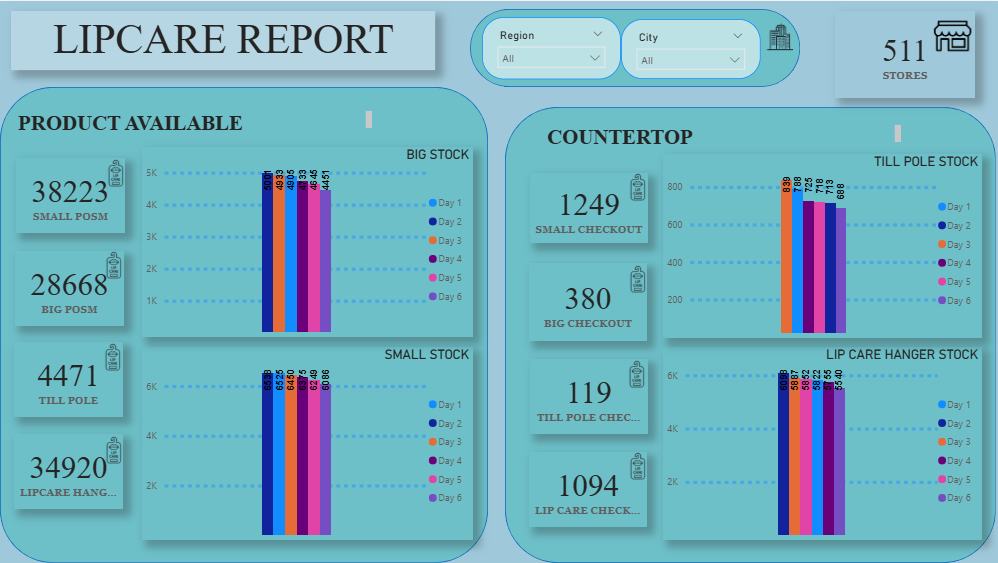 LIPCARE REPORT
Region
All
City
All
511
STORES
PRODUCT AVAILABLE
38223
SMALL POSM
28668
BIG POSM
4471
TILL POLE
34920
LIPCARE HANG...
BIG STOCK
5K
4K
3K
2K
1K
5001 4933 4905 4733 4645 4451
Day 1
Day 2
Day 3
Day 4
Day 5
Day 6
SMALL STOCK
6K
4K
2K
6525 6450 6375 6249 6086
Day 1
Day 2
Day 3
Day 4
Day 5
Day 6
COUNTERTOP
1249
SMALL CHECKOUT
380
BIG CHECKOUT
119
TILL POLE CHEC...
1094
LIP CARE CHECK...
TILL POLE STOCK
800
600
400
200
839 788 725 718 713 688
Day 1
Day 2
Day 3
Day 4
Day 5
Day 6
LIP CARE HANGER STOCK
6K
4K
2K
5887 5852 5822 5755 5540
Day 1
Day 2
Day 3
Day 4
Day 5
Day 6